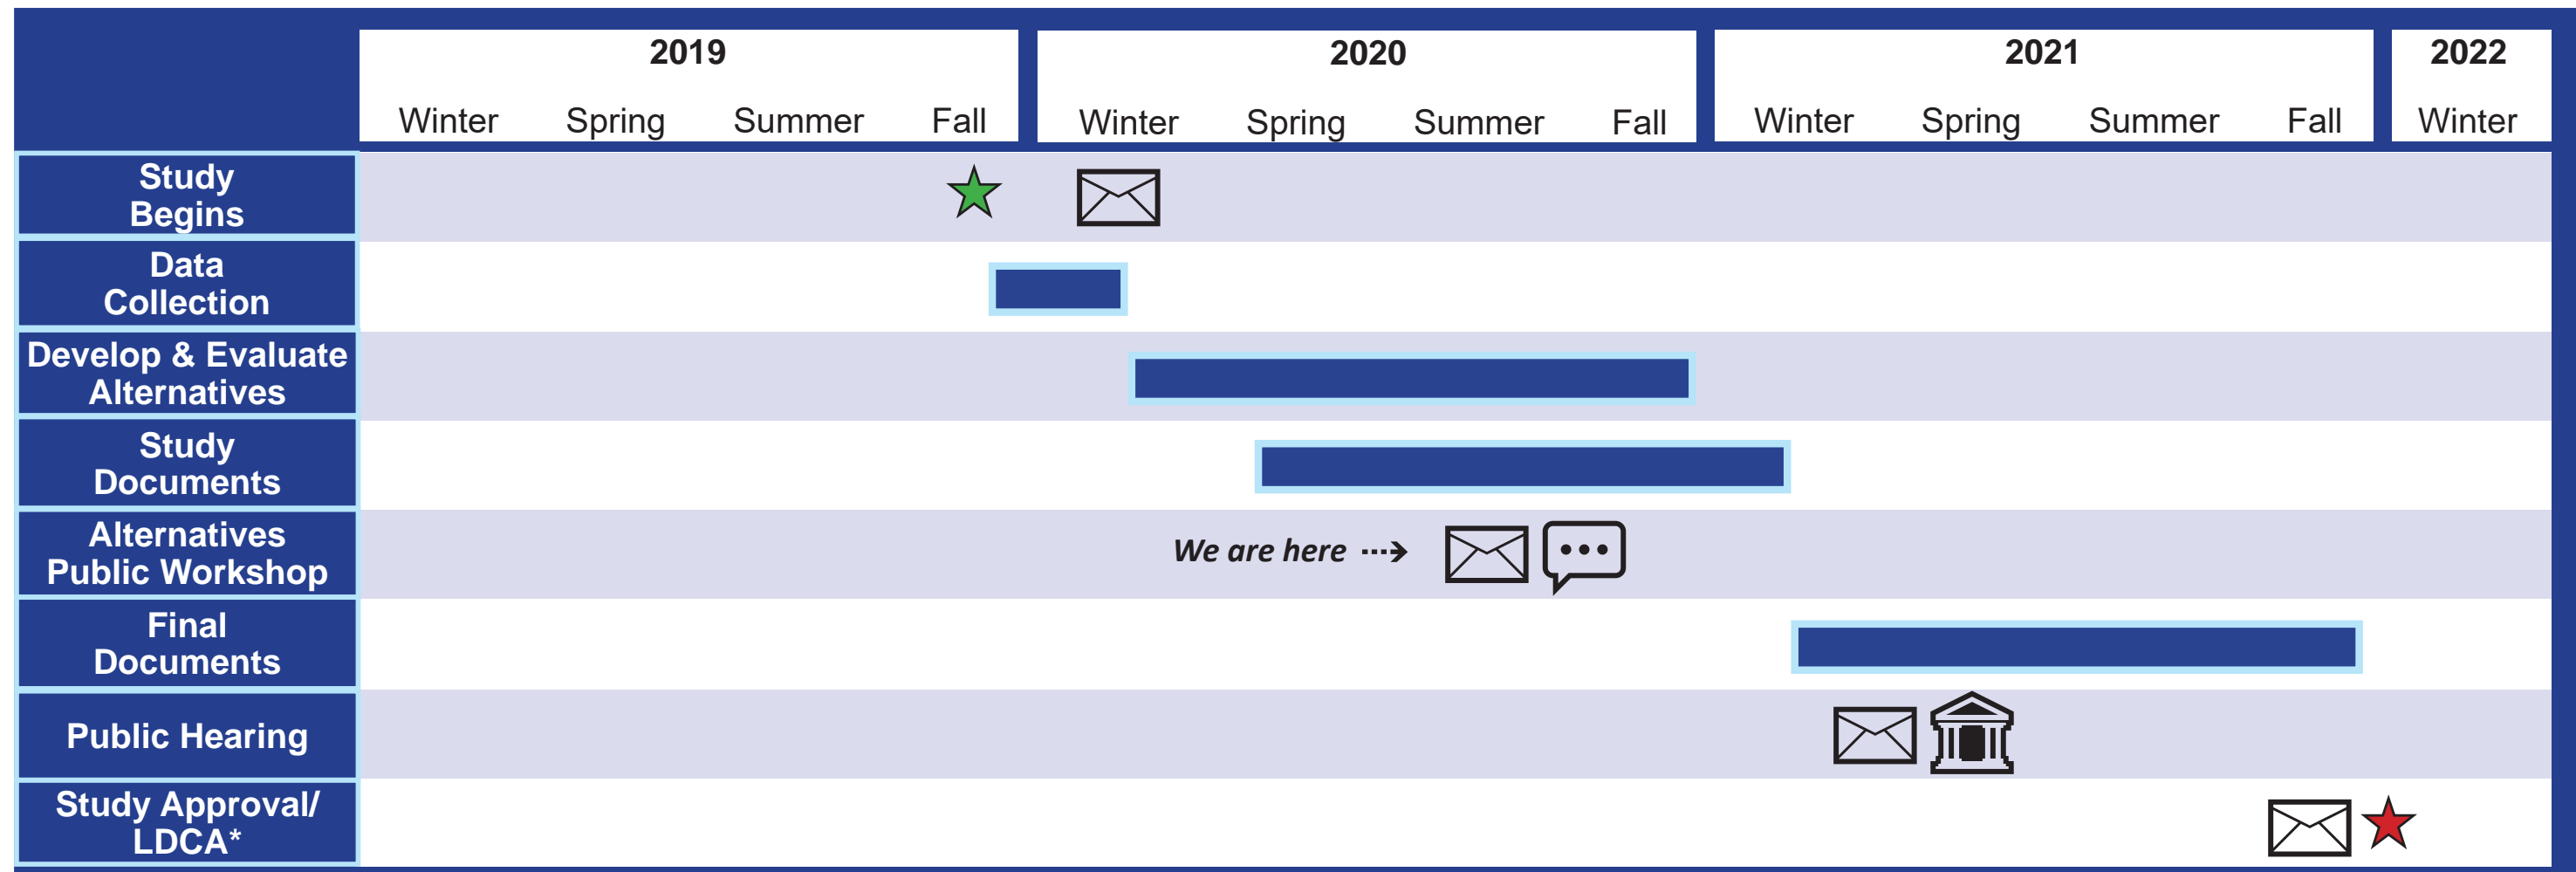 2019 2020 2021 2022
Winter Spring Summer Fall Winter Spring Summer Fall Winter Spring Summer Fall Winter
Study
Begins
Data
Collection
Develop & Evaluate
Alternatives
Study
Documents
Alternatives
Public Workshop
We are here
Final
Documents
Public Hearing
Study Approval/
LDCA*